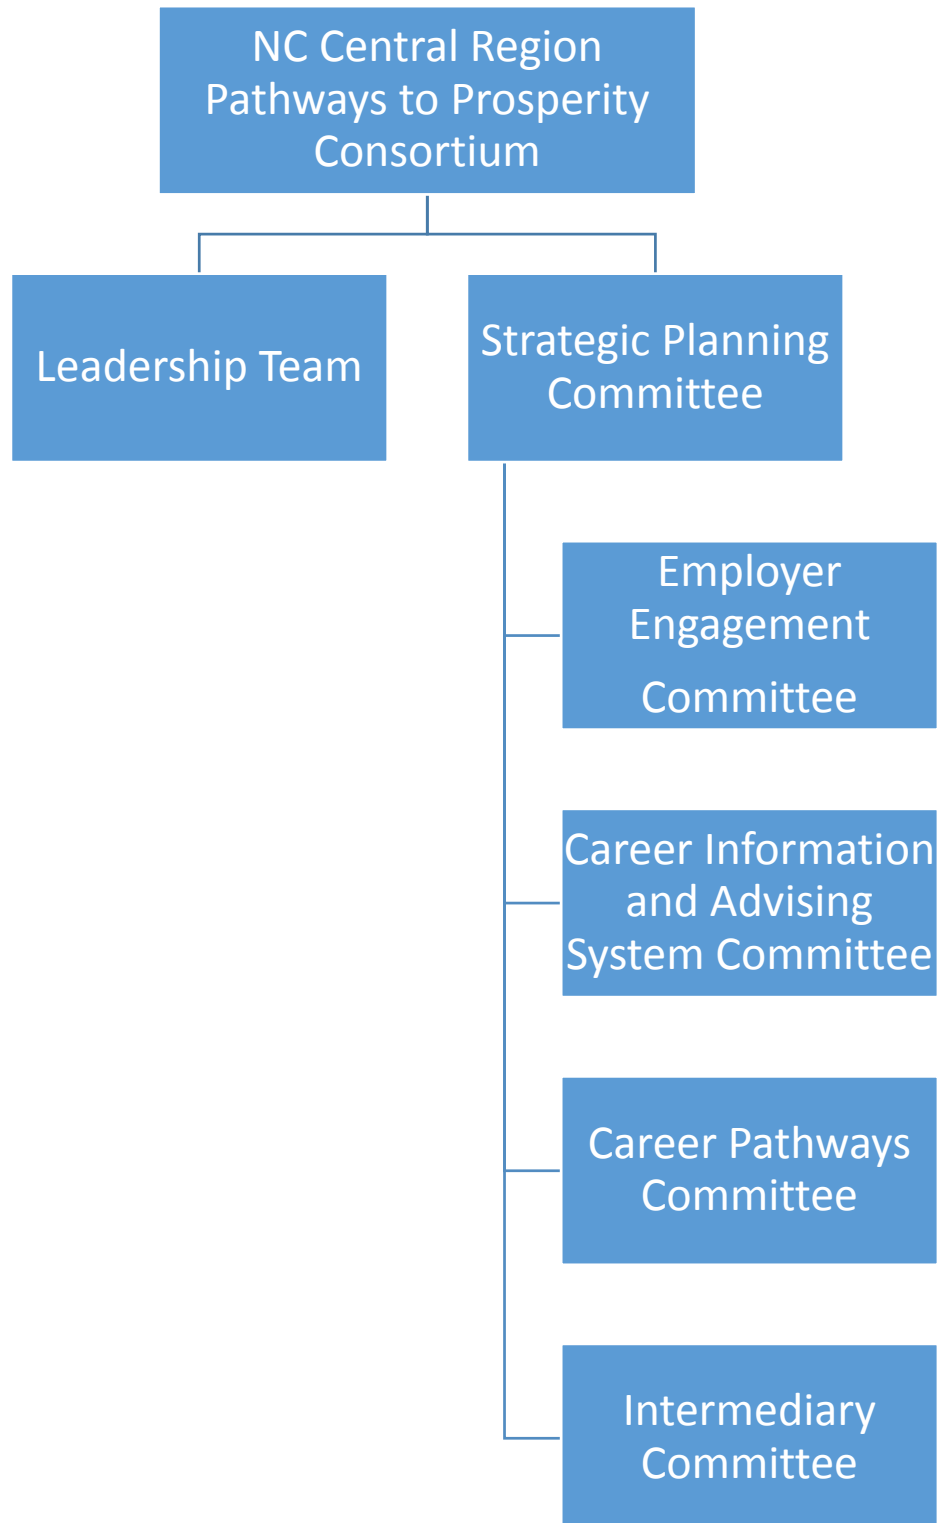 NC Central Region
Pathways to Prosperity
Consortium
Leadership Team
Strategic Planning
Committee
Employer
Engagement
Committee
Career Information
and Advising
System Committee
Career Pathways
Committee
Intermediary
Committee